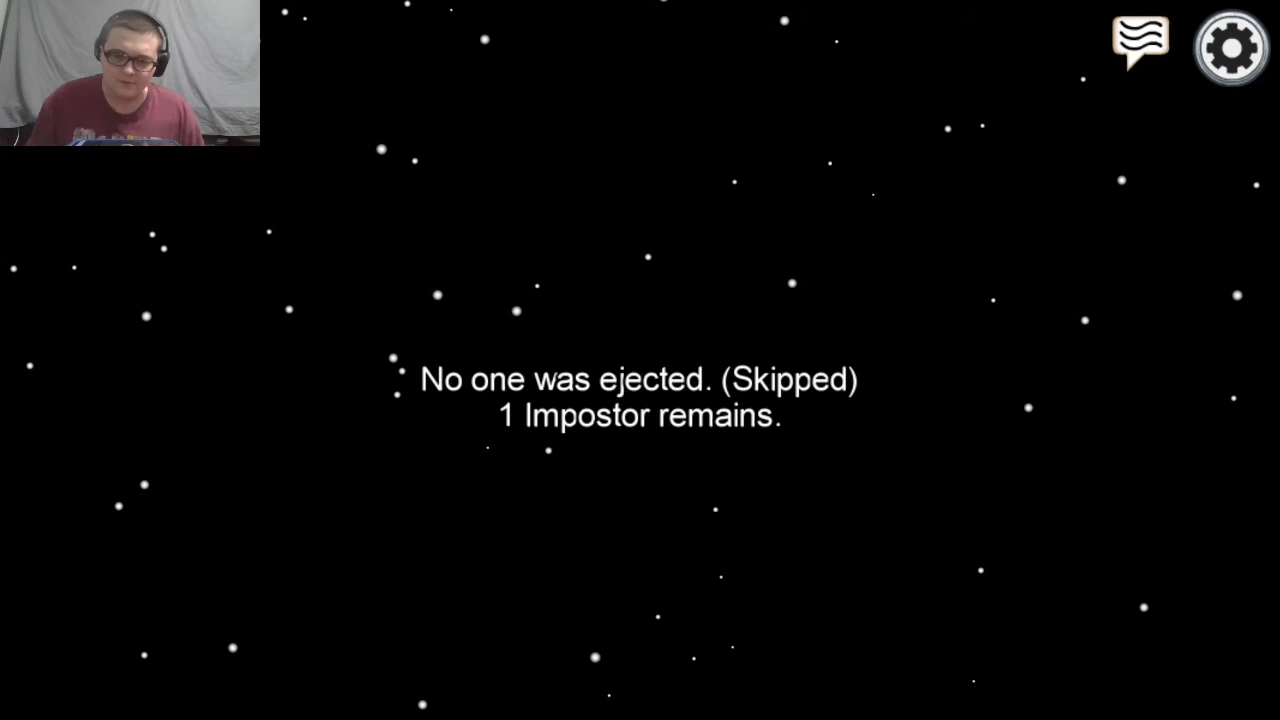 No one was ejected. (Skipped)
1 Impostor remains.